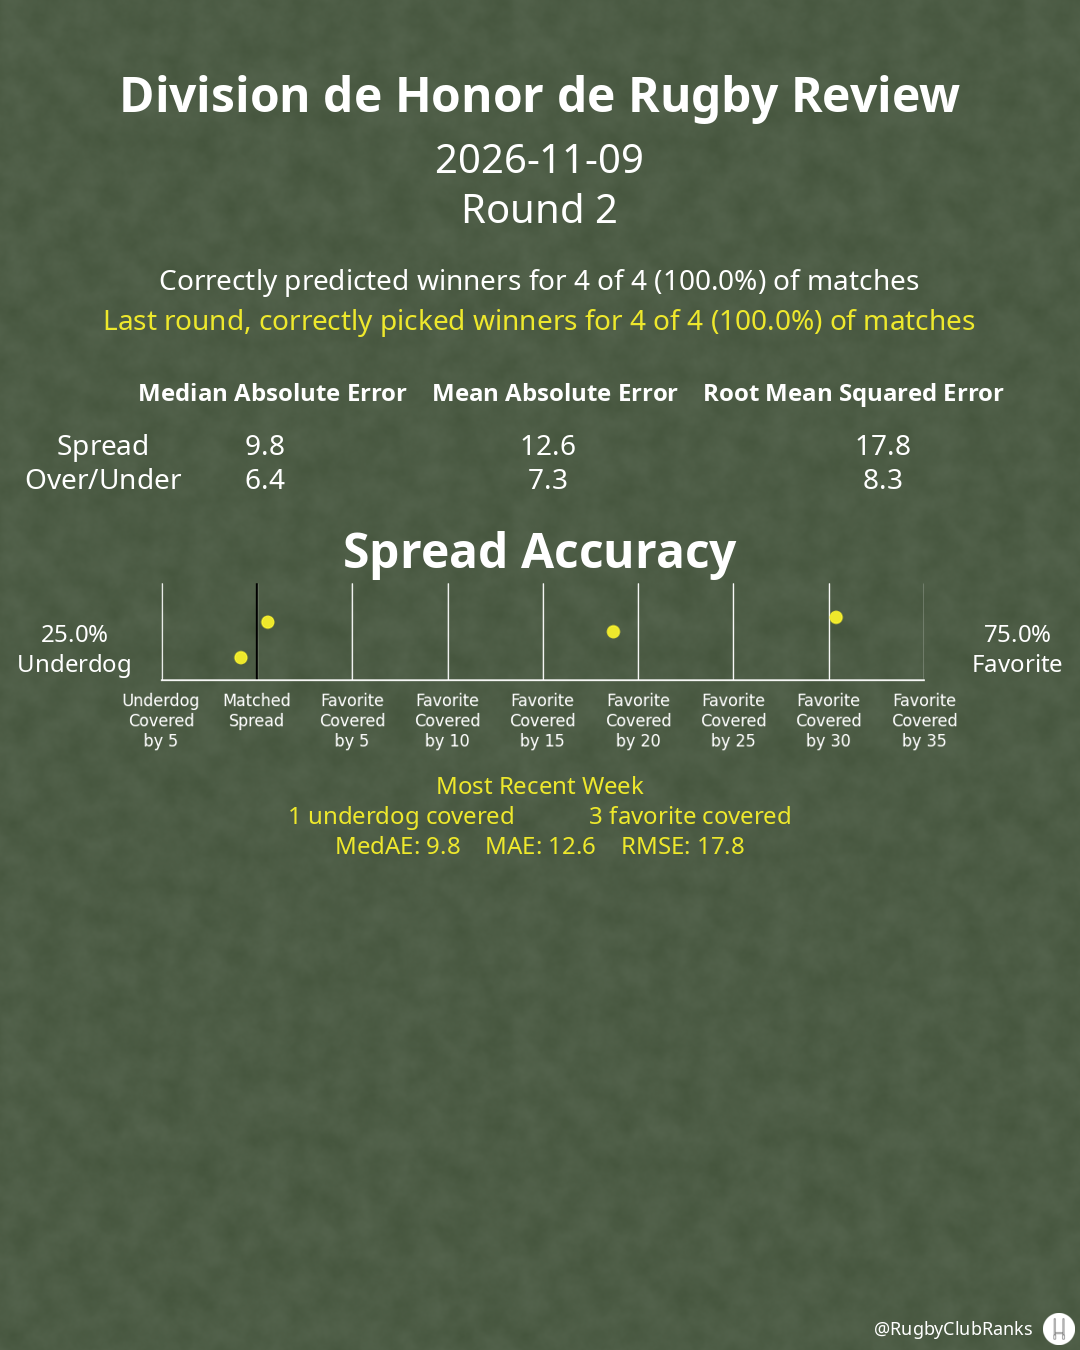 Division de Honor de Rugby Review
2026-11-09
Round 2
Correctly predicted winners for 4 of 4 (100.0%) of matches
Last round, correctly picked winners for 4 of 4 (100.0%) of matches
Median Absolute Error Mean Absolute Error Root Mean Squared Error
Spread 9.8 12.6 17.8
Over/Under 6.4 7.3 8.3
Spread Accuracy
25.0%
Underdog
75.0%
Favorite
Underdog Covered by 5
Matched Spread
Favorite Covered by 5
Favorite Covered by 10
Favorite Covered by 15
Favorite Covered by 20
Favorite Covered by 25
Favorite Covered by 30
Favorite Covered by 35
Most Recent Week
1 underdog covered 3 favorite covered
MedAE: 9.8 MAE: 12.6 RMSE: 17.8
@RugbyClubRanks